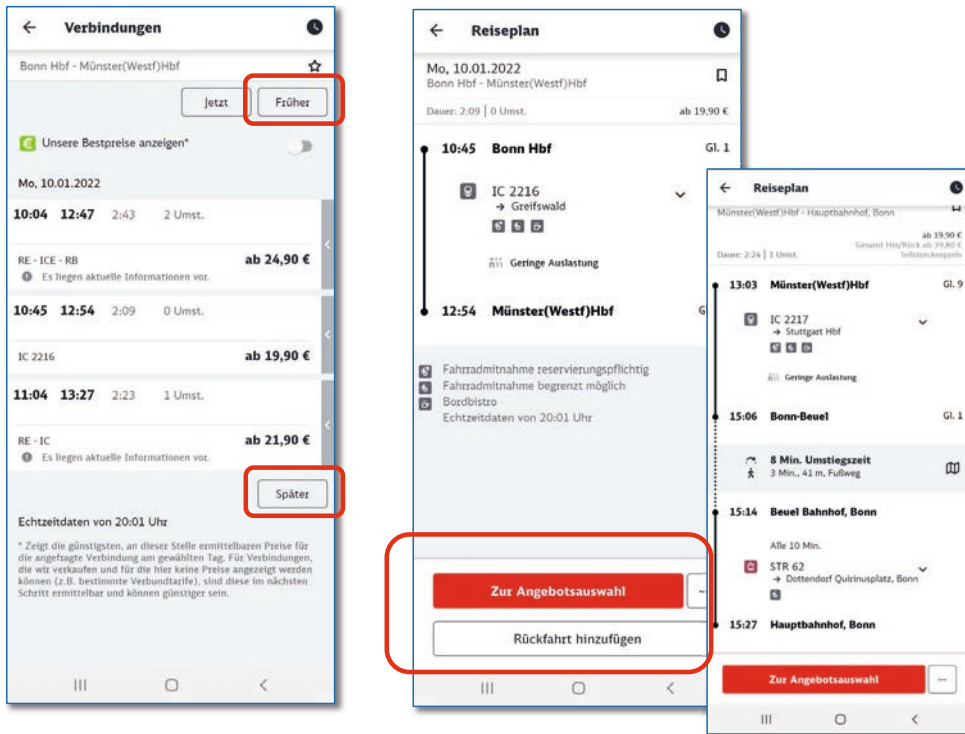 Verbindungen
Bonn Hbf - Münster(Westf)Hbf
Jetzt
Früher
Unsere Bestpreise anzeigen*
Mo, 10.01.2022
10:04 12:47 2:43 2 Umst.
RE - ICE - RB ab 24,90 €
Es liegen aktuelle Informationen vor.
10:45 12:54 2:09 0 Umst.
IC 2216 ab 19,90 €
11:04 13:27 2:23 1 Umst.
RE - IC ab 21,90 €
Es liegen aktuelle Informationen vor.
Später
Echtzeitdaten von 20:01 Uhr
* Zeigt die günstigsten, an dieser Stelle ermittelbaren Preise für
die angefragte Verbindung am gewählten Tag. Für Verbindungen,
die wir verkaufen und für die hier keine Preise angezeigt werden
können (z.B. bestimmte Verbundtarife), sind diese im nächsten
Schritt ermittelbar und können günstiger sein.
Reiseplan
Mo, 10.01.2022
Bonn Hbf - Münster(Westf)Hbf
Dauer: 2:09 | 0 Umst. ab 19,90 €
10:45 Bonn Hbf Gl. 1
IC 2216
→ Greifswald
Geringe Auslastung
12:54 Münster(Westf)Hbf G
Fahrradmitnahme reservierungspflichtig
Fahrradmitnahme begrenzt möglich
Bordbistro
Echtzeitdaten von 20:01 Uhr
Zur Angebotsauswahl
Rückfahrt hinzufügen
Reiseplan
Münster(Westf)Hbf - Hauptbahnhof, Bonn
ab 19,90 €
Gesamt Hin/Rück ab 39,80 €
Dauer: 2:24 | 1 Umst. Teilstreckenpreis
13:03 Münster(Westf)Hbf Gl. 9
IC 2217
→ Stuttgart Hbf
Geringe Auslastung
15:06 Bonn-Beuel Gl. 1
8 Min. Umstiegszeit
3 Min., 41 m, Fußweg
15:14 Beuel Bahnhof, Bonn
Alle 10 Min.
STR 62
→ Dottendorf Quirinusplatz, Bonn
15:27 Hauptbahnhof, Bonn
Zur Angebotsauswahl